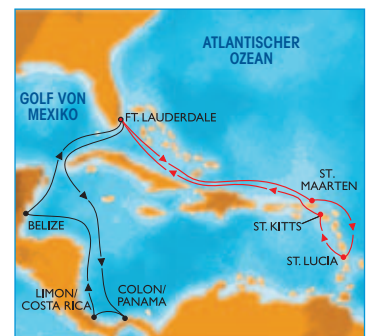 ATLANTISCHER
OZEAN
GOLF VON
MEXIKO
FT. LAUDERDALE
ST.
MAARTEN
ST. KITTS
BELIZE
ST. LUCIA
LIMON/
COSTA RICA
COLON/
PANAMA